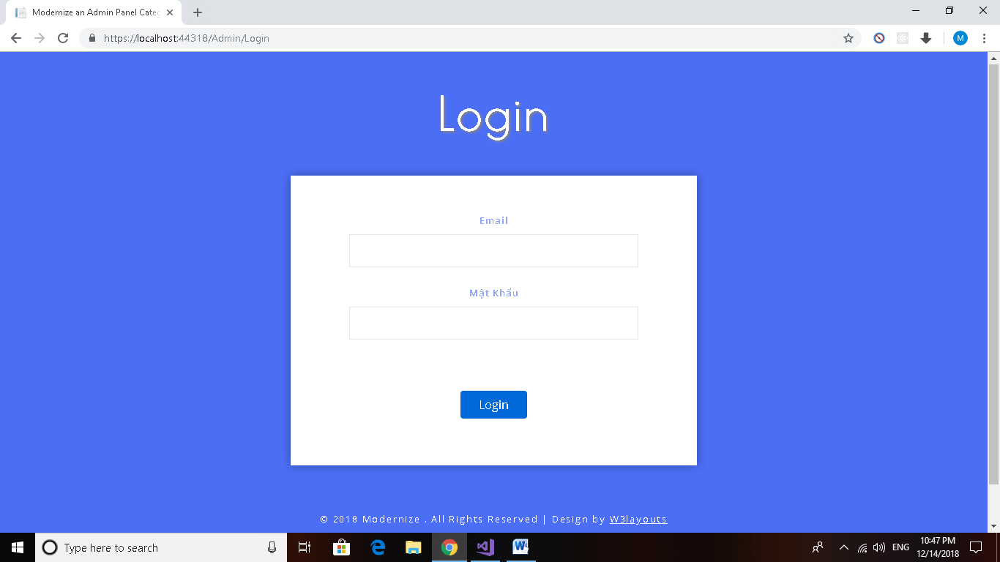 Modernize an Admin Panel Categ
https://localhost:44318/Admin/Login
M
Login
Email
Mật Khẩu
Login
© 2018 Modernize . All Rights Reserved | Design by W3layouts
Type here to search
W
ENG
10:47 PM
12/14/2018